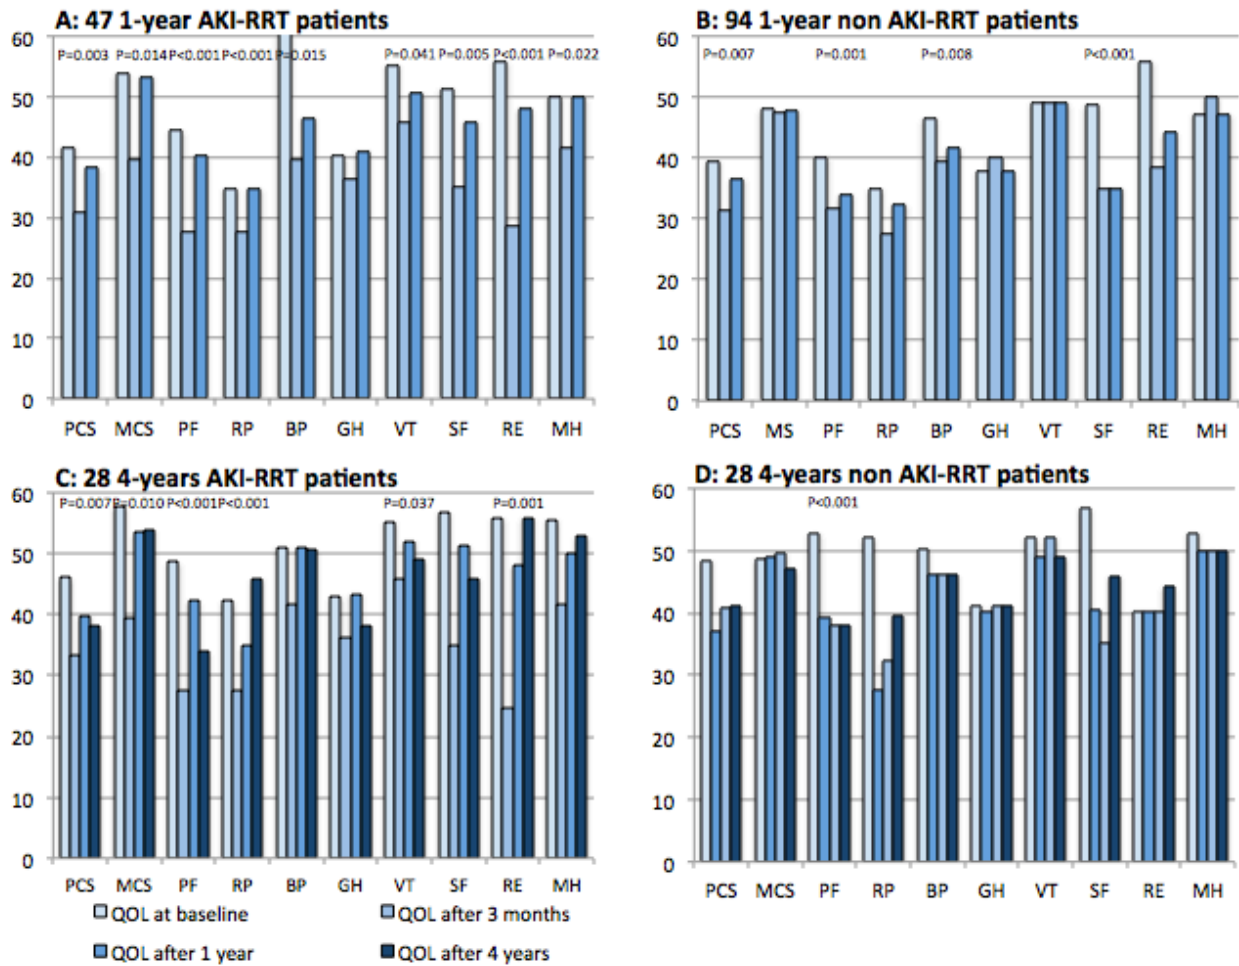 A: 47 1-year AKI-RRT patients
60
P=0.003 P=0.014 P<0.001 P<0.001 P=0.015 P=0.041 P=0.005 P<0.001 P=0.022
50
40
30
20
10
0
PCS MCS PF RP BP GH VT SF RE MH
B: 94 1-year non AKI-RRT patients
60
P=0.007 P=0.001 P=0.008 P<0.001
50
40
30
20
10
0
PCS MS PF RP BP GH VT SF RE MH
C: 28 4-years AKI-RRT patients
60
P=0.007 P=0.010 P<0.001 P<0.001 P=0.037 P=0.001
50
40
30
20
10
0
PCS MCS PF RP BP GH VT SF RE MH
D: 28 4-years non AKI-RRT patients
60
P<0.001
50
40
30
20
10
0
PCS MCS PF RP BP GH VT SF RE MH
QOL at baseline QOL after 3 months
QOL after 1 year QOL after 4 years